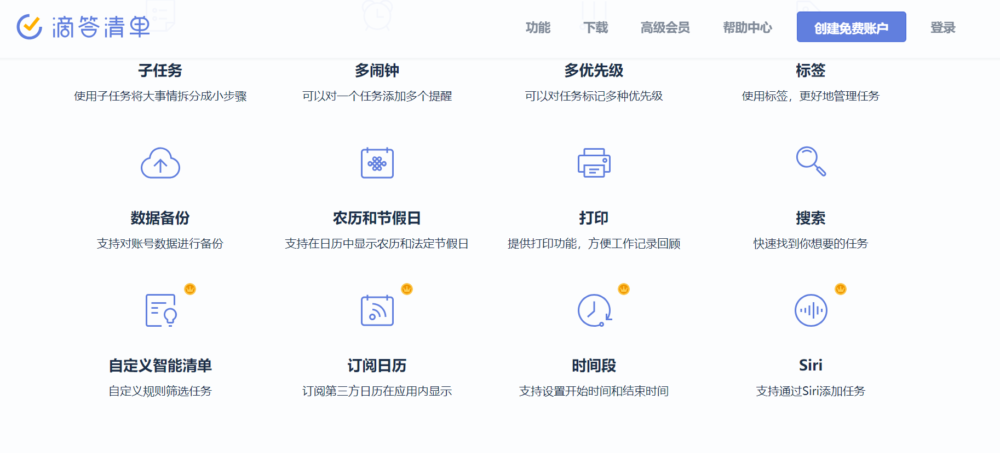 滴答清单
功能 下载 高级会员 帮助中心 创建免费账户 登录
子任务 多闹钟 多优先级 标签
使用子任务将大事情拆分成小步骤 可以对一个任务添加多个提醒 可以对任务标记多种优先级 使用标签，更好地管理任务
数据备份 农历和节假日 打印 搜索
支持对账号数据进行备份 支持在日历中显示农历和法定节假日 提供打印功能，方便工作记录回顾 快速找到你想要的任务
自定义智能清单 订阅日历 时间段 Siri
自定义规则筛选任务 订阅第三方日历在应用内显示 支持设置开始时间和结束时间 支持通过Siri添加任务